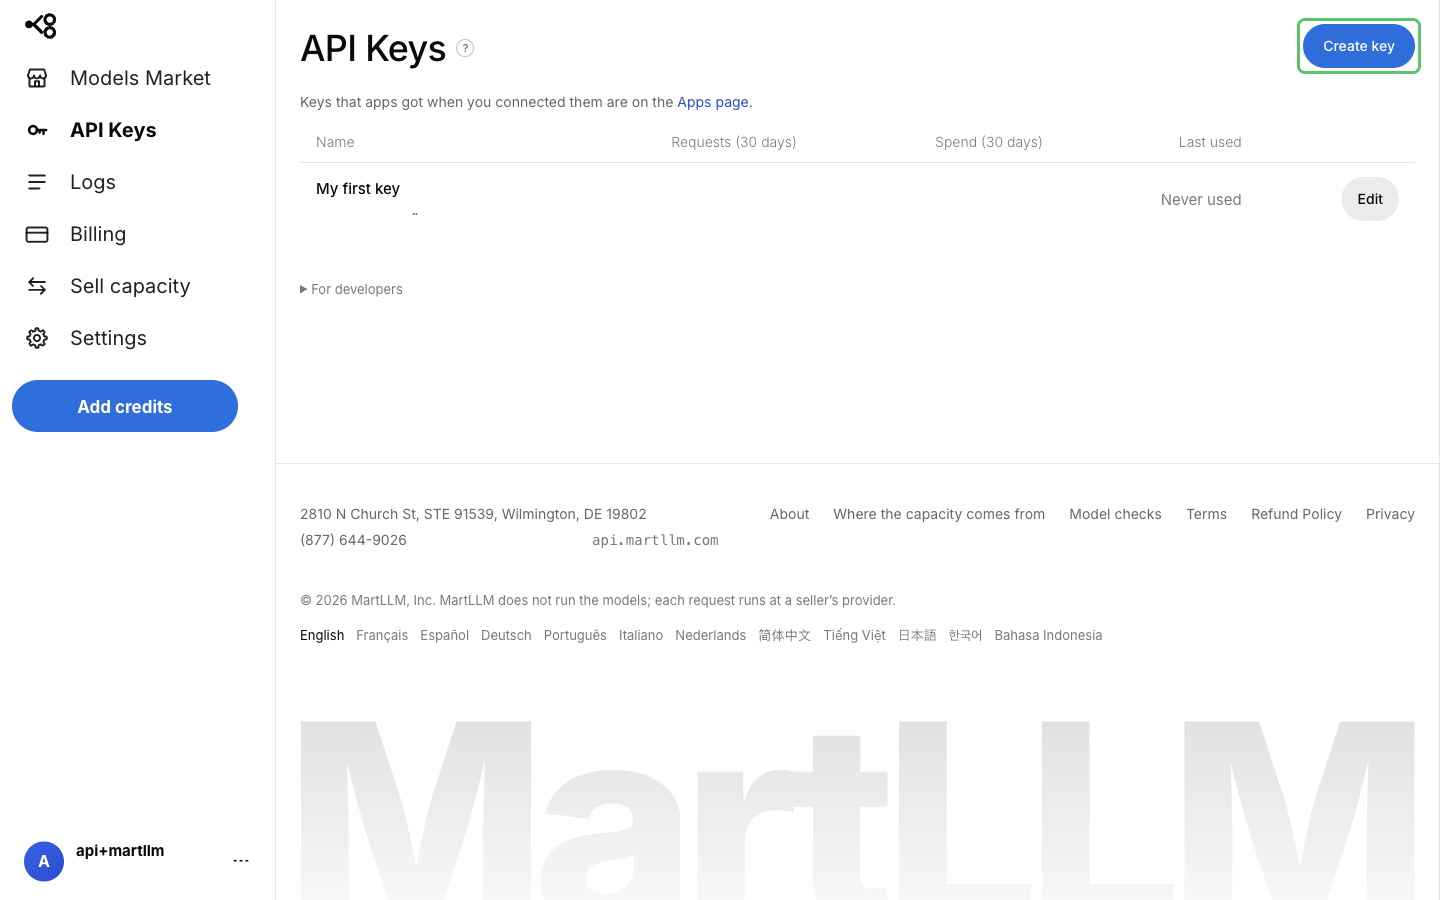 API Keys ?
Create key
Models Market
API Keys
Logs
Billing
Sell capacity
Settings
Add credits
Keys that apps got when you connected them are on the Apps page.
Name Requests (30 days) Spend (30 days) Last used
My first key
Never used
Edit
For developers
2810 N Church St, STE 91539, Wilmington, DE 19802
(877) 644-9026
api.martllm.com
About Where the capacity comes from Model checks Terms Refund Policy Privacy
© 2026 MartLLM, Inc. MartLLM does not run the models; each request runs at a seller’s provider.
English Français Español Deutsch Português Italiano Nederlands 简体中文 Tiếng Việt 日本語 한국어 Bahasa Indonesia
MartLLM
A
api+martllm